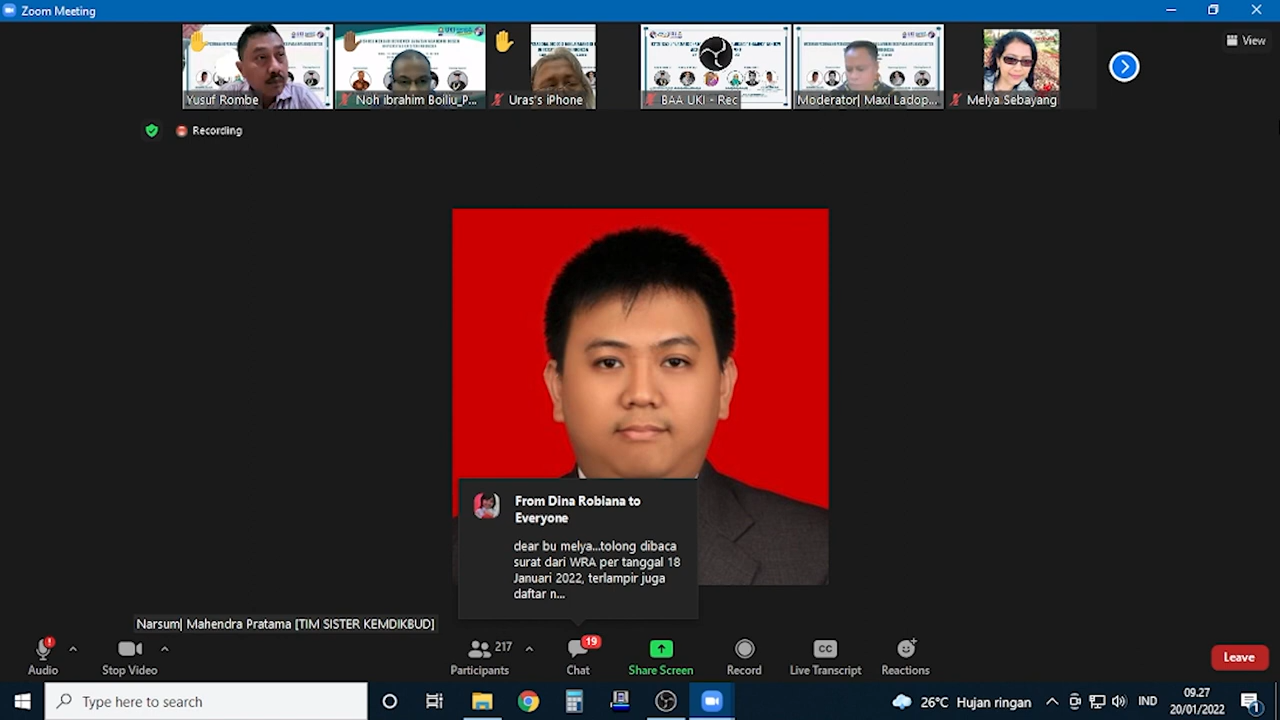 Zoom Meeting
Yusuf Rombe
Noh ibrahim Boiliu_P...
Uras's iPhone
BAA UKI - Rec
Moderator| Maxi Ladop...
Melya Sebayang
Recording
From Dina Robiana to
Everyone
dear bu melya...tolong dibaca
surat dari WRA per tanggal 18
Januari 2022, terlampir juga
daftar n...
Narsum| Mahendra Pratama [TIM SISTER KEMDIKBUD]
Audio
Stop Video
217
Participants
19
Chat
Share Screen
Record
CC
Live Transcript
Reactions
Leave
Type here to search
26°C Hujan ringan
IND
09.27
20/01/2022
1